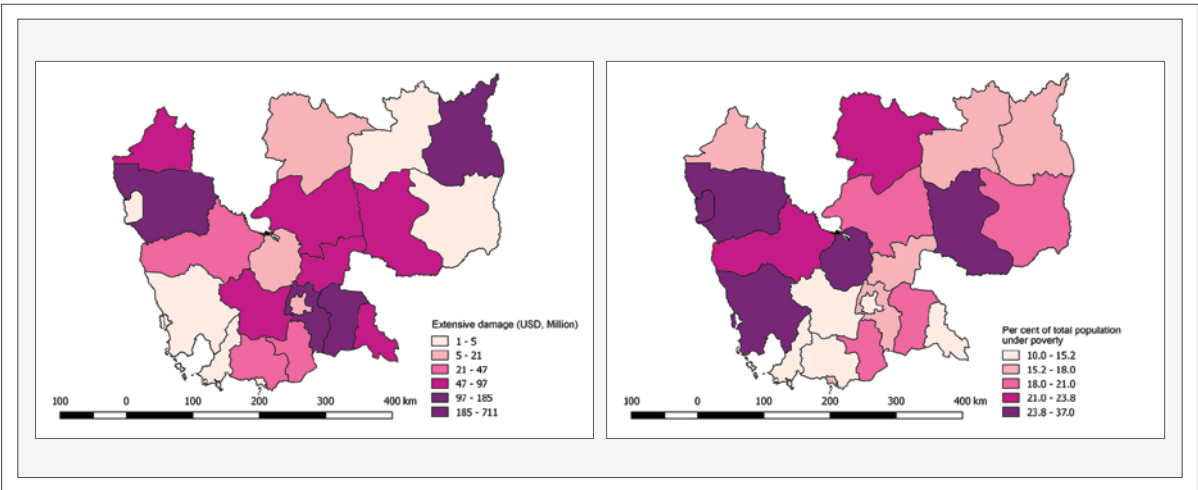 Extensive damage (USD, Million)
1 - 5
5 - 21
21 - 47
47 - 97
97 - 185
185 - 711
100 0 100 200 300 400 km
Per cent of total population
under poverty
10.0 - 15.2
15.2 - 18.0
18.0 - 21.0
21.0 - 23.8
23.8 - 37.0
100 0 100 200 300 400 km